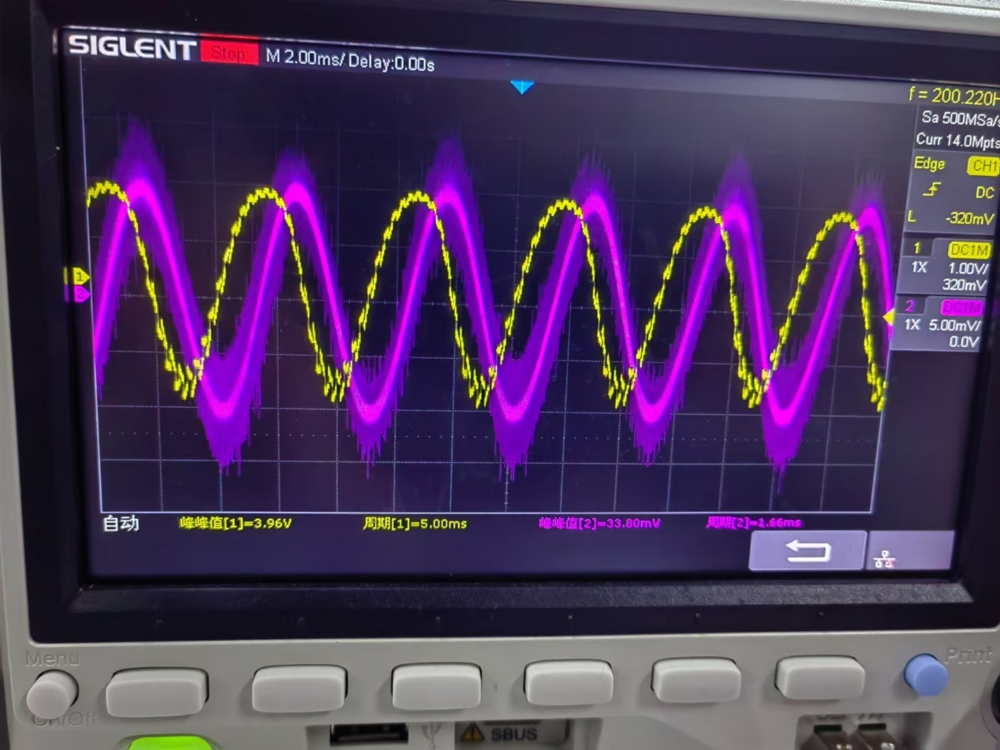 SIGLENT Stop M 2.00ms/ Delay:0.00s
f = 200.220H
Sa 500MSa/s
Curr 14.0Mpts
Edge CH1
DC
L -320mV
1 DC1M
1X 1.00V/
320mV
2 DC1M
1X 5.00mV/
0.0V
1
2
自动 峰峰值[1]=3.96V 周期[1]=5.00ms 峰峰值[2]=33.80mV 周期[2]=1.66ms
Menu
On/Off
Print
SBUS